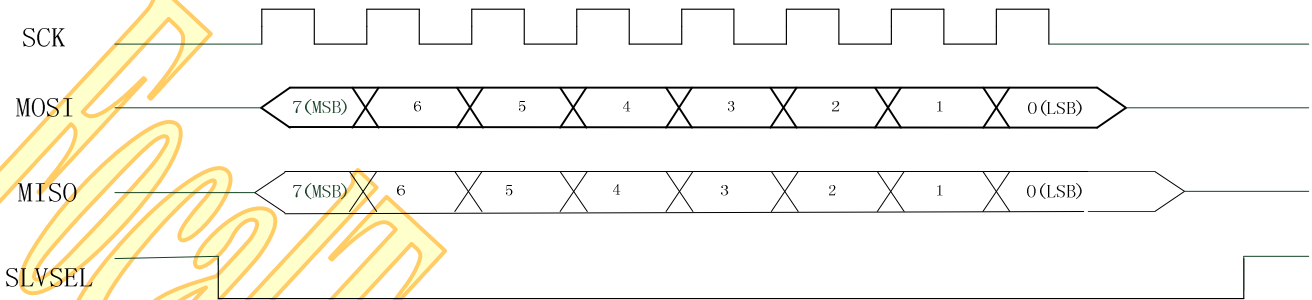 SCK
MOSI 7(MSB) 6 5 4 3 2 1 0(LSB)
MISO 7(MSB) 6 5 4 3 2 1 0(LSB)
SLVSEL